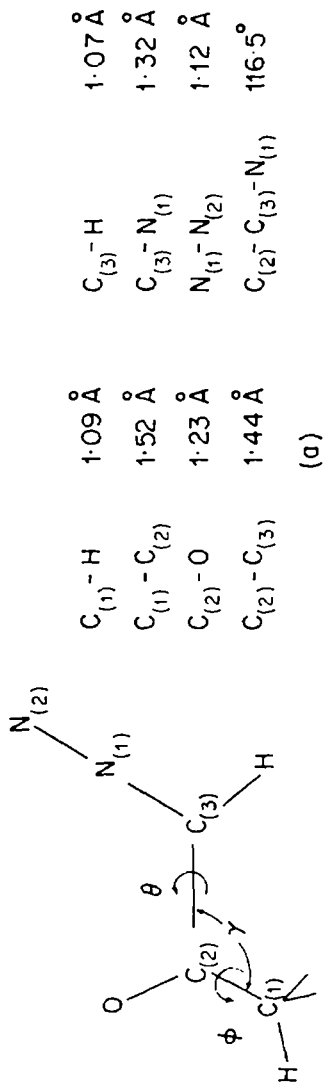 N(2)
O
θ
N(1)
C(2)
C(3)
φ
γ
H
C(1)
H
C(1)-H 1·09 Å C(3)-H 1·07 Å
C(1)-C(2) 1·52 Å C(3)-N(1) 1·32 Å
C(2)-O 1·23 Å N(1)-N(2) 1·12 Å
C(2)-C(3) 1·44 Å C(2)-C(3)-N(1) 116·5°
(a)